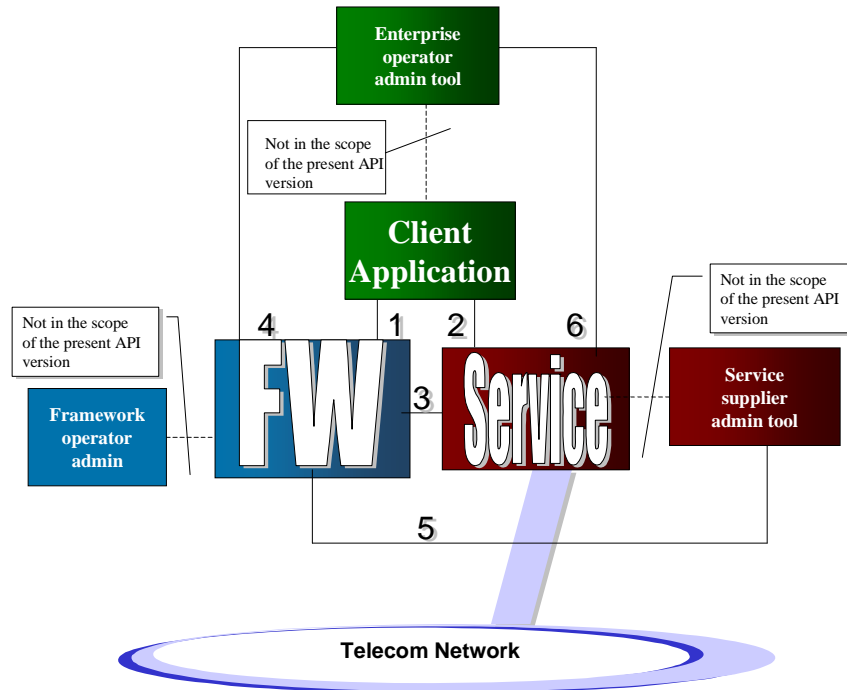 Enterprise
operator
admin tool
Not in the scope
of the present API
version
Client
Application
Not in the scope
of the present API
version
Not in the scope
of the present API
version
4
1
2
6
FW
3
Service
Framework
operator
admin
Service
supplier
admin tool
5
Telecom Network